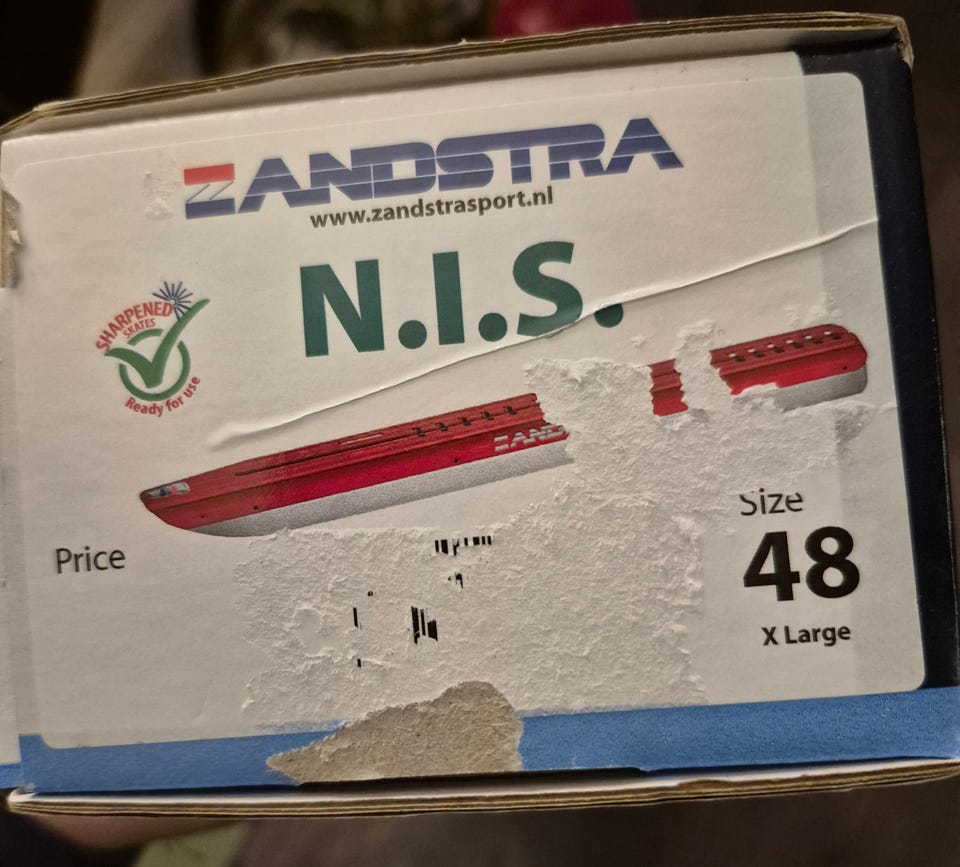 ZANDSTRA
www.zandstrasport.nl
N.I.S.
SHARPENED
SKATES
Ready for use
Price
Size
48
X Large